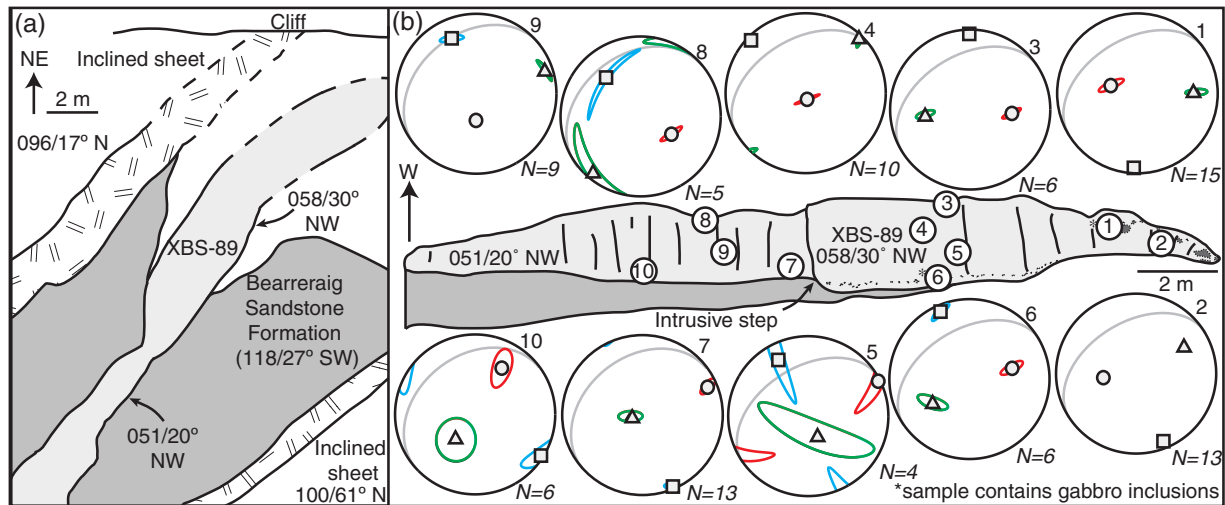 (a)
Cliff
NE
Inclined sheet
2 m
096/17° N
058/30°
NW
XBS-89
Bearreraig
Sandstone
Formation
(118/27° SW)
051/20°
NW
Inclined
sheet
100/61° N
(b)
9
N=9
8
N=5
4
N=10
3
N=6
1
N=15
W
051/20° NW
XBS-89
058/30° NW
8
9
10
7
3
4
5
6
1
2
Intrusive step
2 m
10
N=6
7
N=13
5
N=4
6
N=6
2
N=13
*sample contains gabbro inclusions
*
*